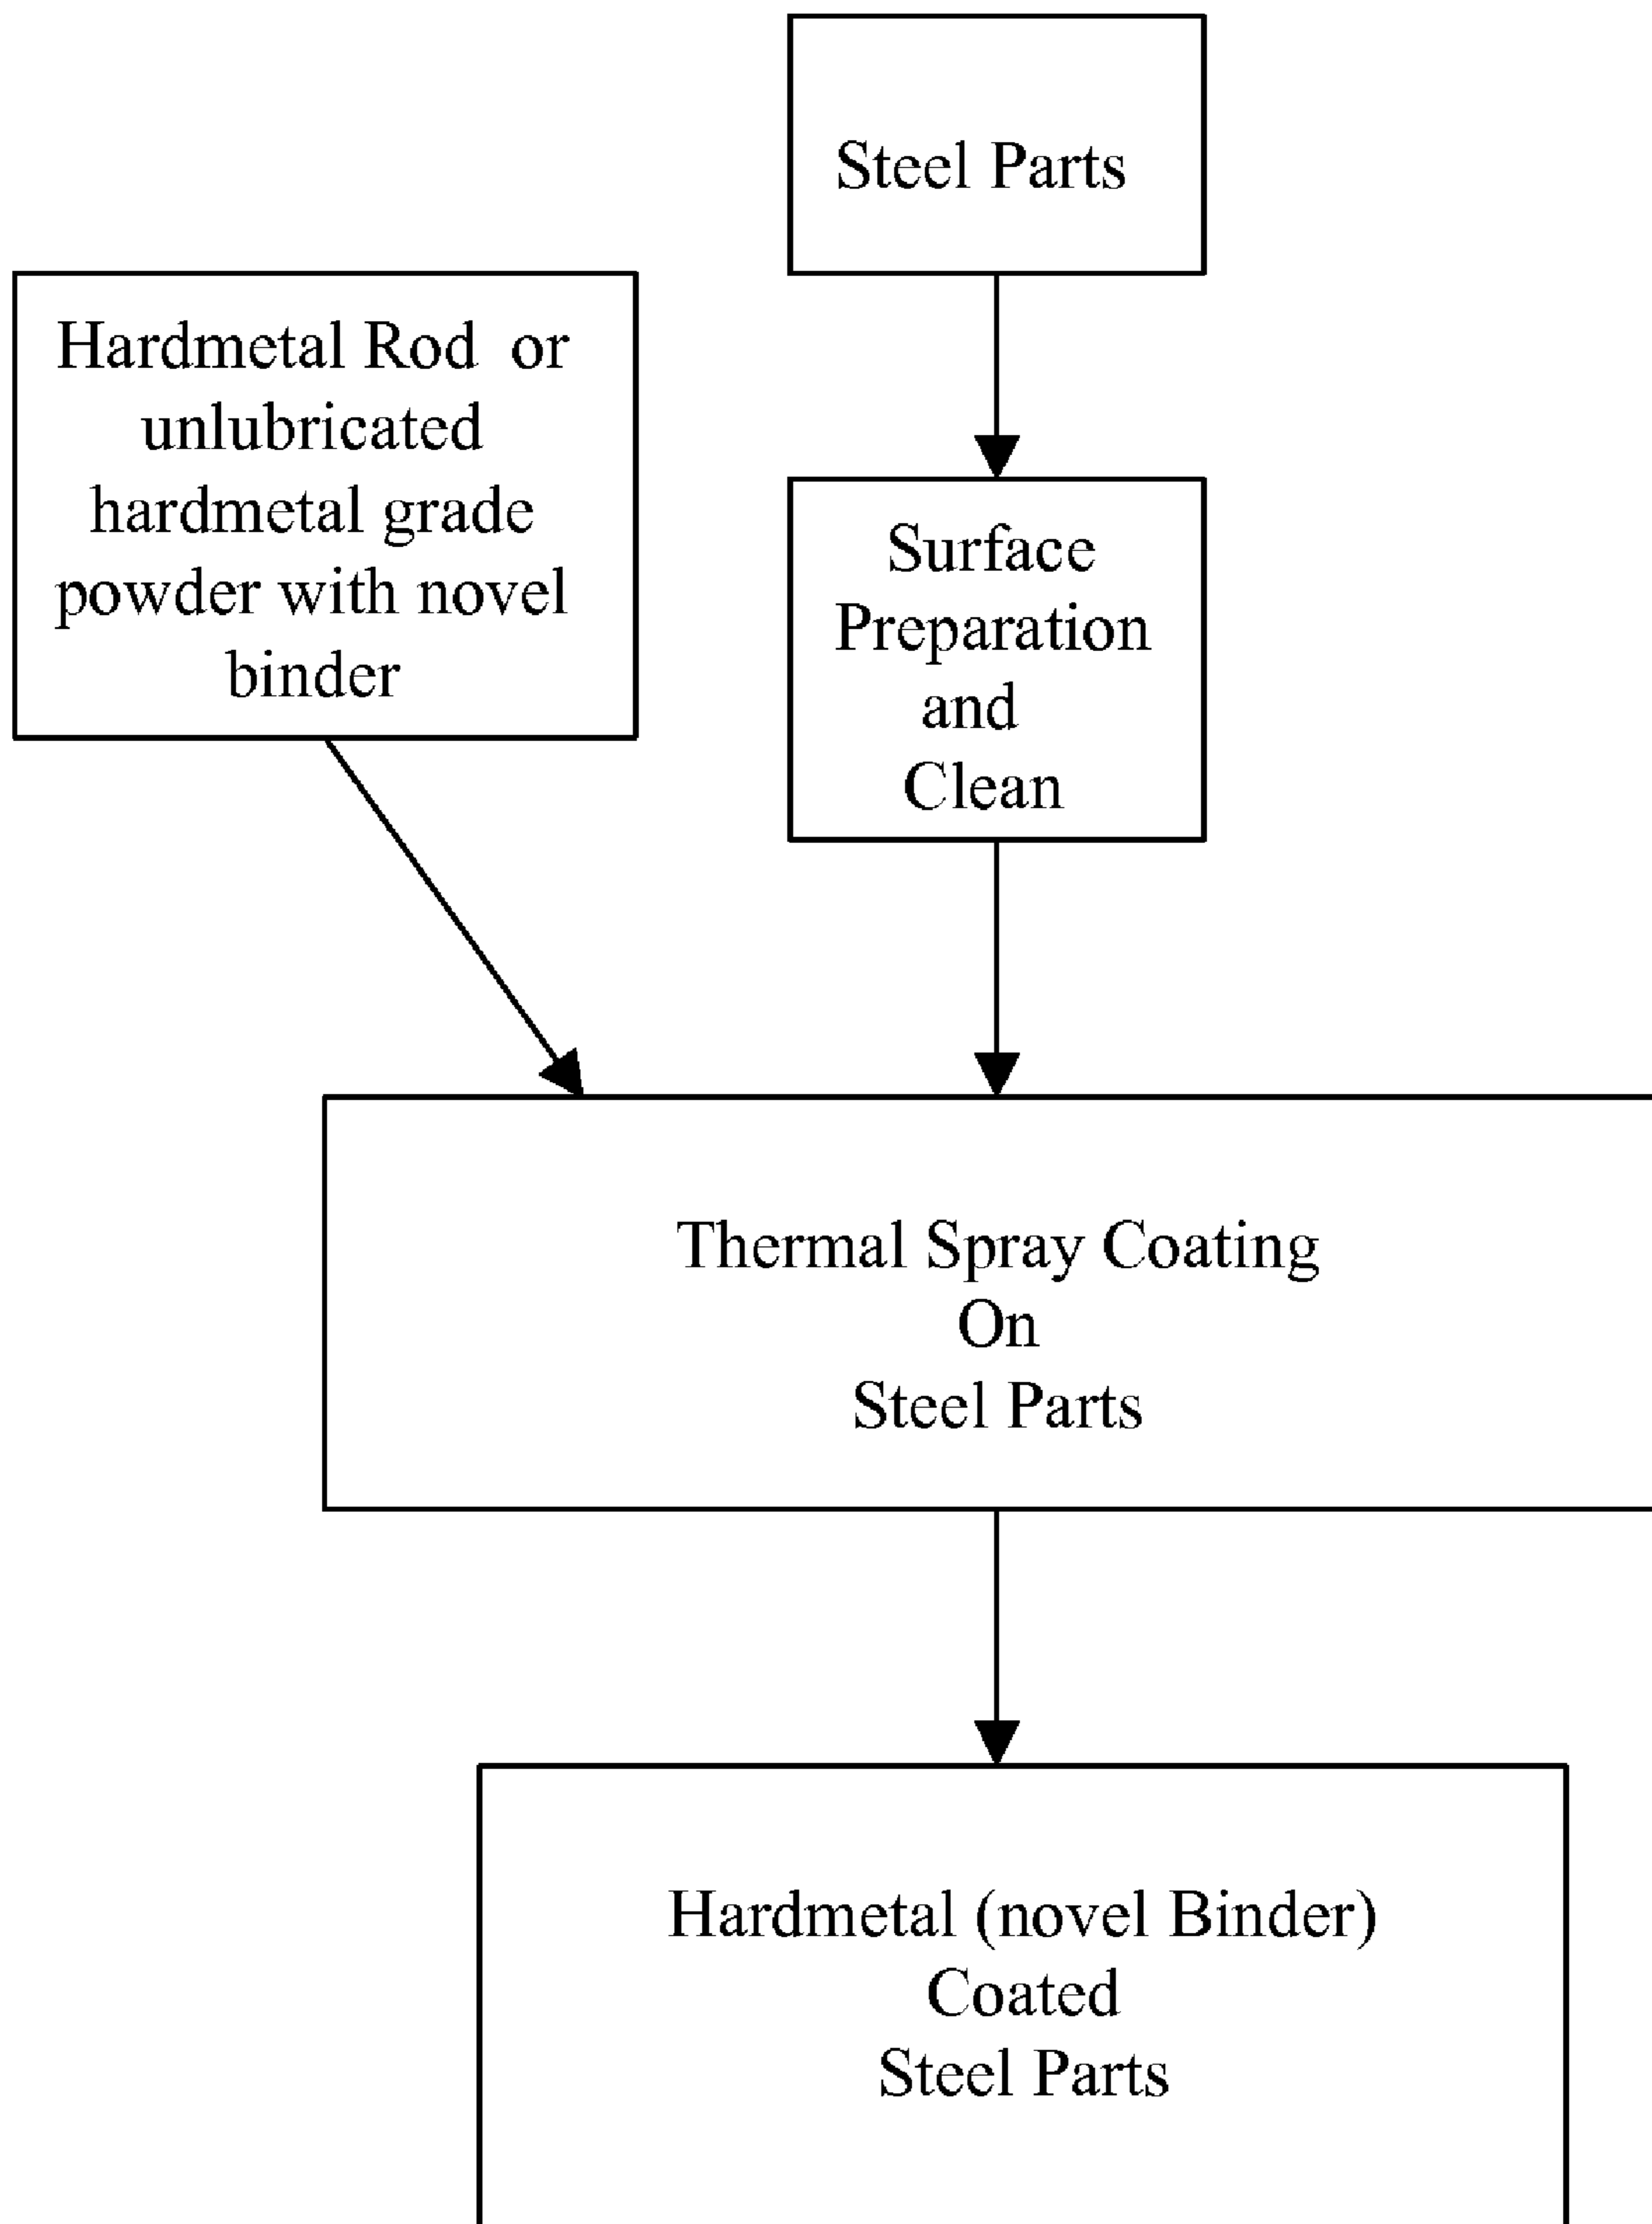 Steel Parts
Hardmetal Rod or
unlubricated
hardmetal grade
powder with novel
binder
Surface
Preparation
and
Clean
Thermal Spray Coating
On
Steel Parts
Hardmetal (novel Binder)
Coated
Steel Parts